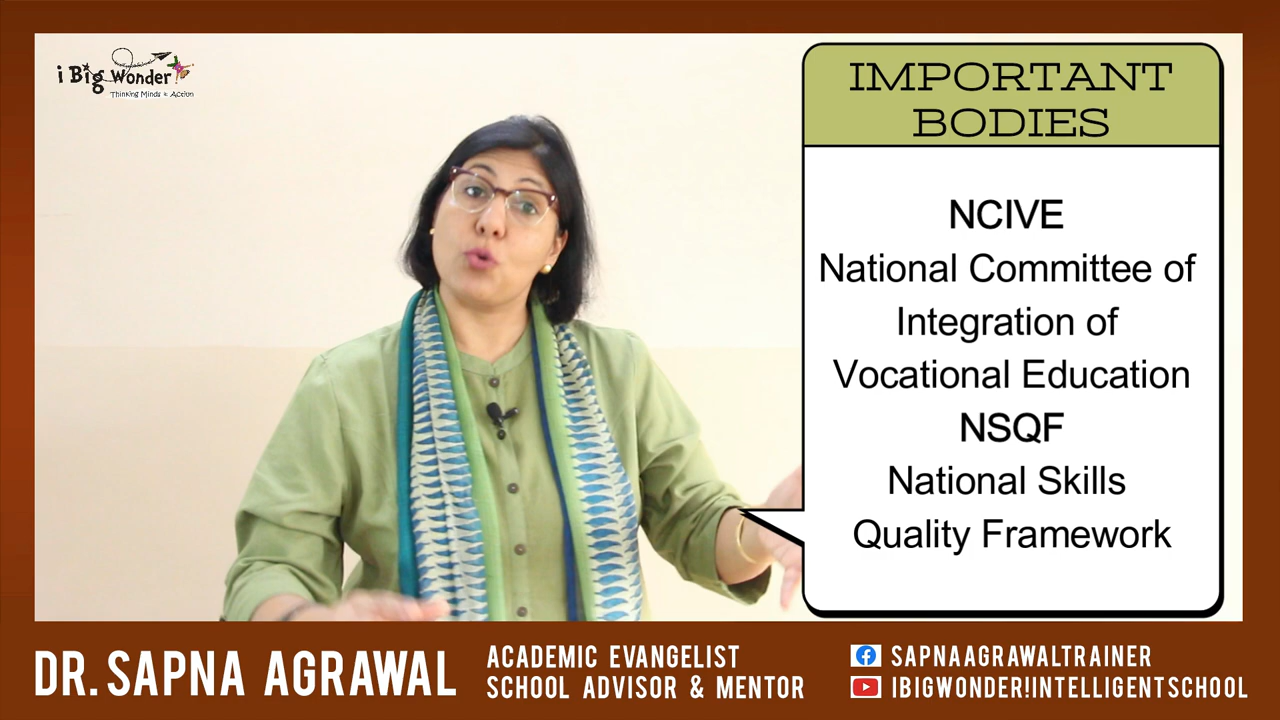 i Big Wonder!
Thinking Minds & Action
IMPORTANT
BODIES
NCIVE
National Committee of
Integration of
Vocational Education
NSQF
National Skills
Quality Framework
DR. SAPNA AGRAWAL
ACADEMIC EVANGELIST
SCHOOL ADVISOR & MENTOR
SAPNAAGRAWALTRAINER
IBIGWONDER!INTELLIGENTSCHOOL